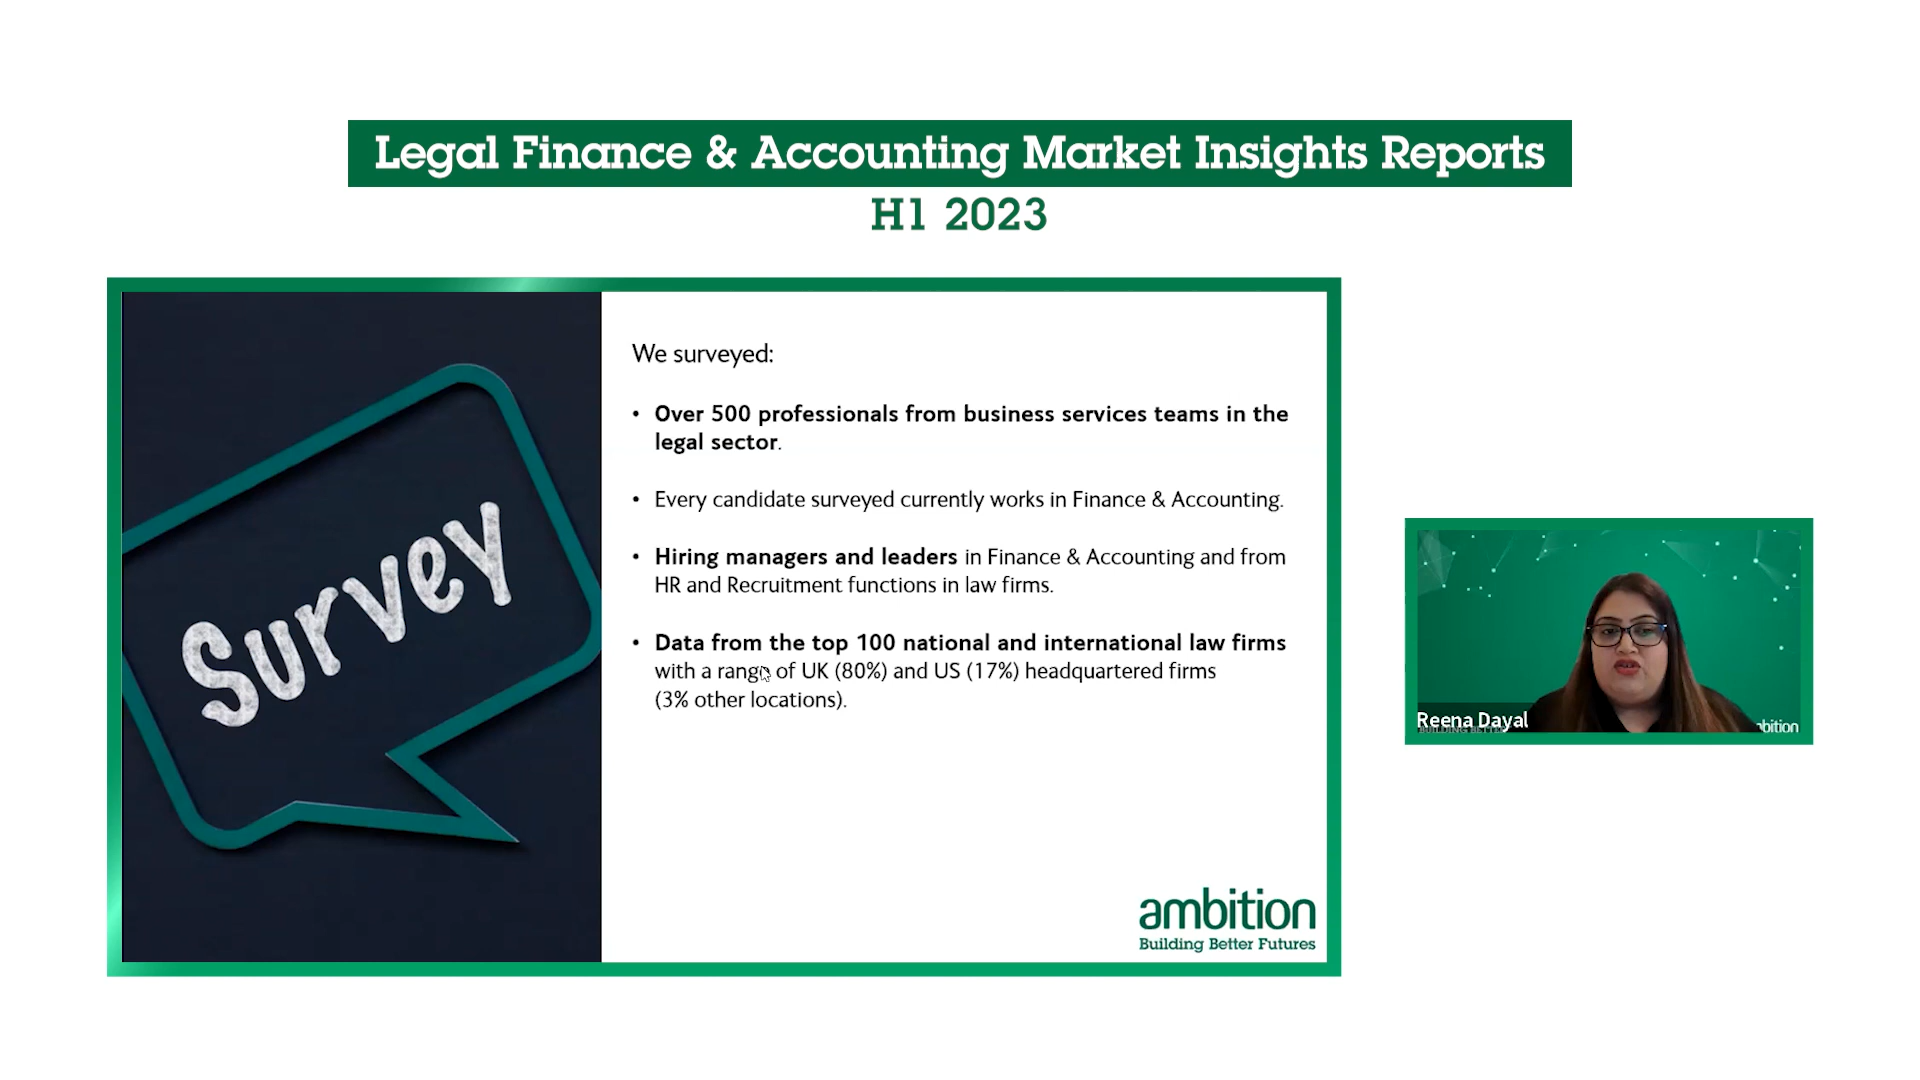 Legal Finance & Accounting Market Insights Reports
H1 2023
Survey
We surveyed:
• Over 500 professionals from business services teams in the
legal sector.
• Every candidate surveyed currently works in Finance & Accounting.
• Hiring managers and leaders in Finance & Accounting and from
HR and Recruitment functions in law firms.
• Data from the top 100 national and international law firms
with a range of UK (80%) and US (17%) headquartered firms
(3% other locations).
ambition
Building Better Futures
Reena Dayal
bition